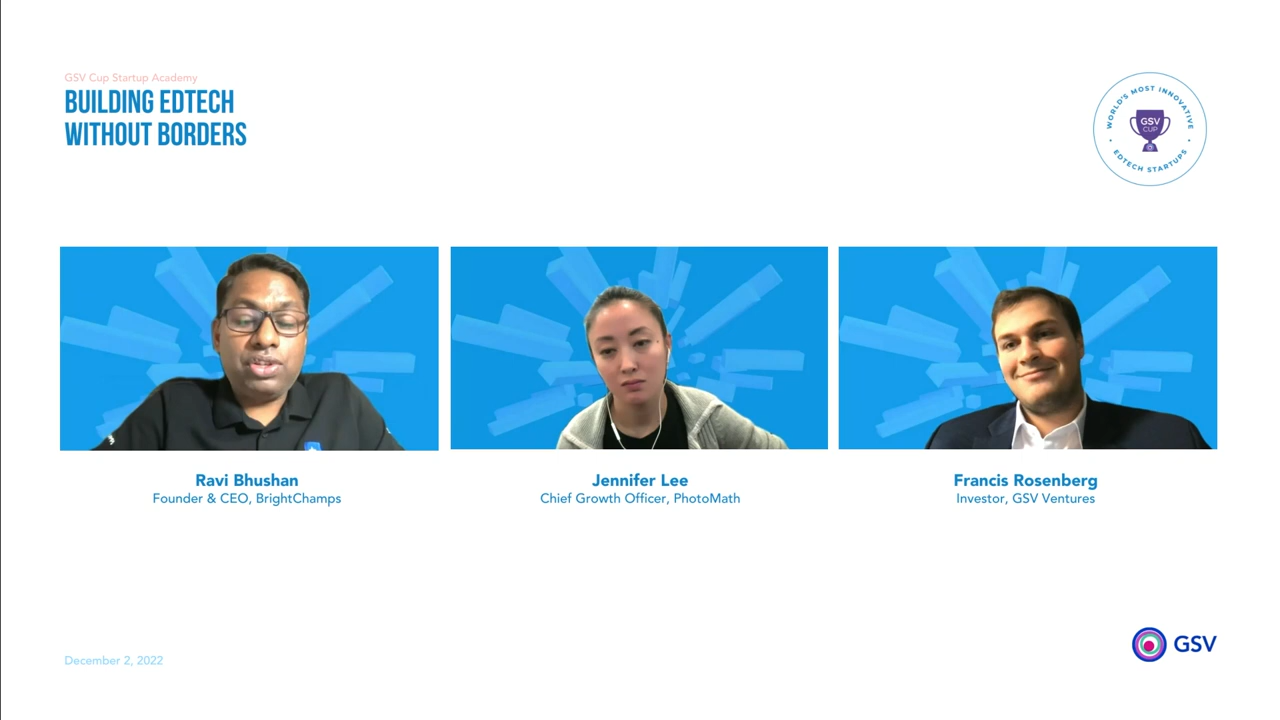 GSV Cup Startup Academy
BUILDING EDTECH
WITHOUT BORDERS
WORLD'S MOST INNOVATIVE
GSV
CUP
EDTECH STARTUPS
Ravi Bhushan
Founder & CEO, BrightChamps
Jennifer Lee
Chief Growth Officer, PhotoMath
Francis Rosenberg
Investor, GSV Ventures
December 2, 2022
GSV